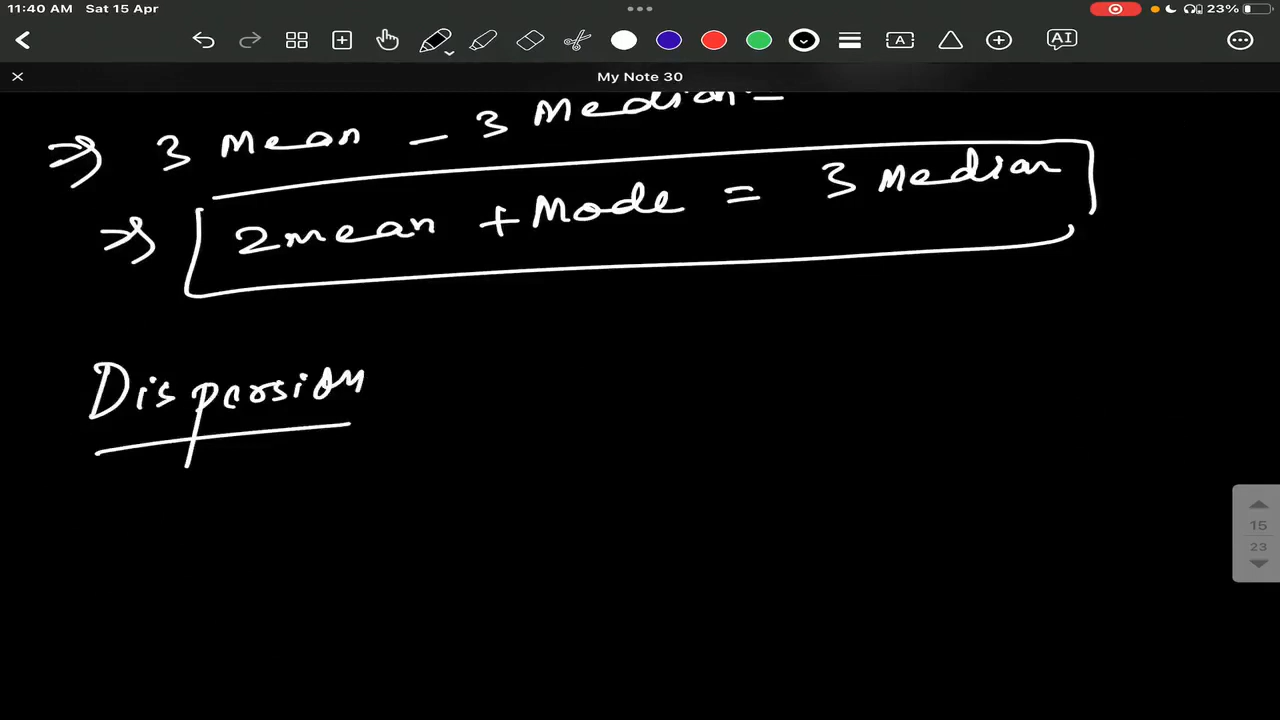 11:40 AM Sat 15 Apr
23%
A
AI
My Note 30
⇒ 3 Mean - 3 Median =
⇒ 2mean + Mode = 3 Median
Dispersion
15
23